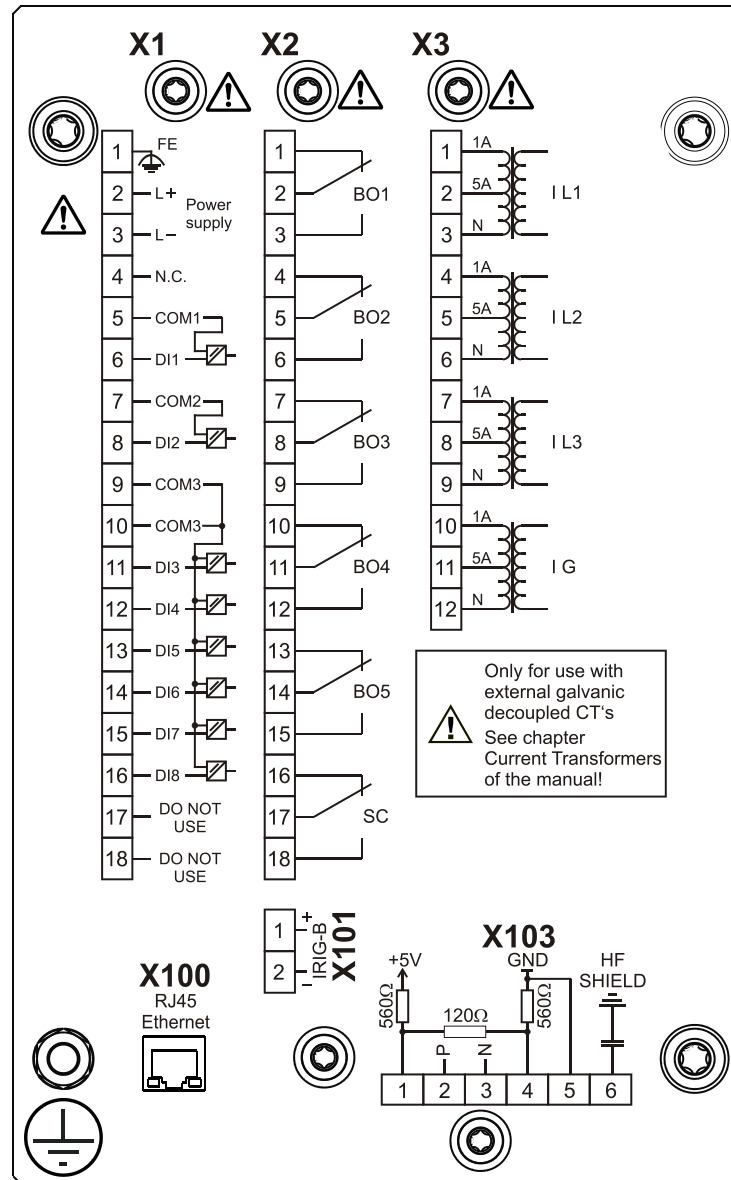 X1
X2
X3
1
FE
2
L+
Power
supply
3
L−
4
N.C.
5
COM1
6
DI1
7
COM2
8
DI2
9
COM3
10
COM3
11
DI3
12
DI4
13
DI5
14
DI6
15
DI7
16
DI8
17
DO NOT
USE
18
DO NOT
USE
1
2
BO1
3
4
5
BO2
6
7
8
BO3
9
10
11
BO4
12
13
14
BO5
15
16
17
SC
18
1
1A
2
5A
I L1
3
N
4
1A
5
5A
I L2
6
N
7
1A
8
5A
I L3
9
N
10
1A
11
5A
I G
12
N
Only for use with
external galvanic
decoupled CT‘s
See chapter
Current Transformers
of the manual!
1
+
2
−
IRIG-B
X101
X100
RJ45
Ethernet
X103
+5V
GND
HF
SHIELD
560Ω
120Ω
560Ω
P
N
1
2
3
4
5
6